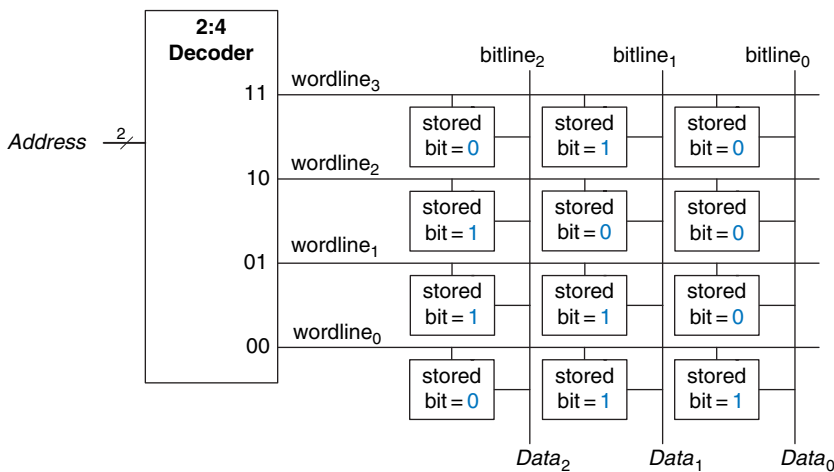 2:4
Decoder
bitline2 bitline1 bitline0
wordline3
11
stored stored stored
bit = 0 bit = 1 bit = 0
Address 2
wordline2
10
stored stored stored
bit = 1 bit = 0 bit = 0
wordline1
01
stored stored stored
bit = 1 bit = 1 bit = 0
wordline0
00
stored stored stored
bit = 0 bit = 1 bit = 1
Data2 Data1 Data0